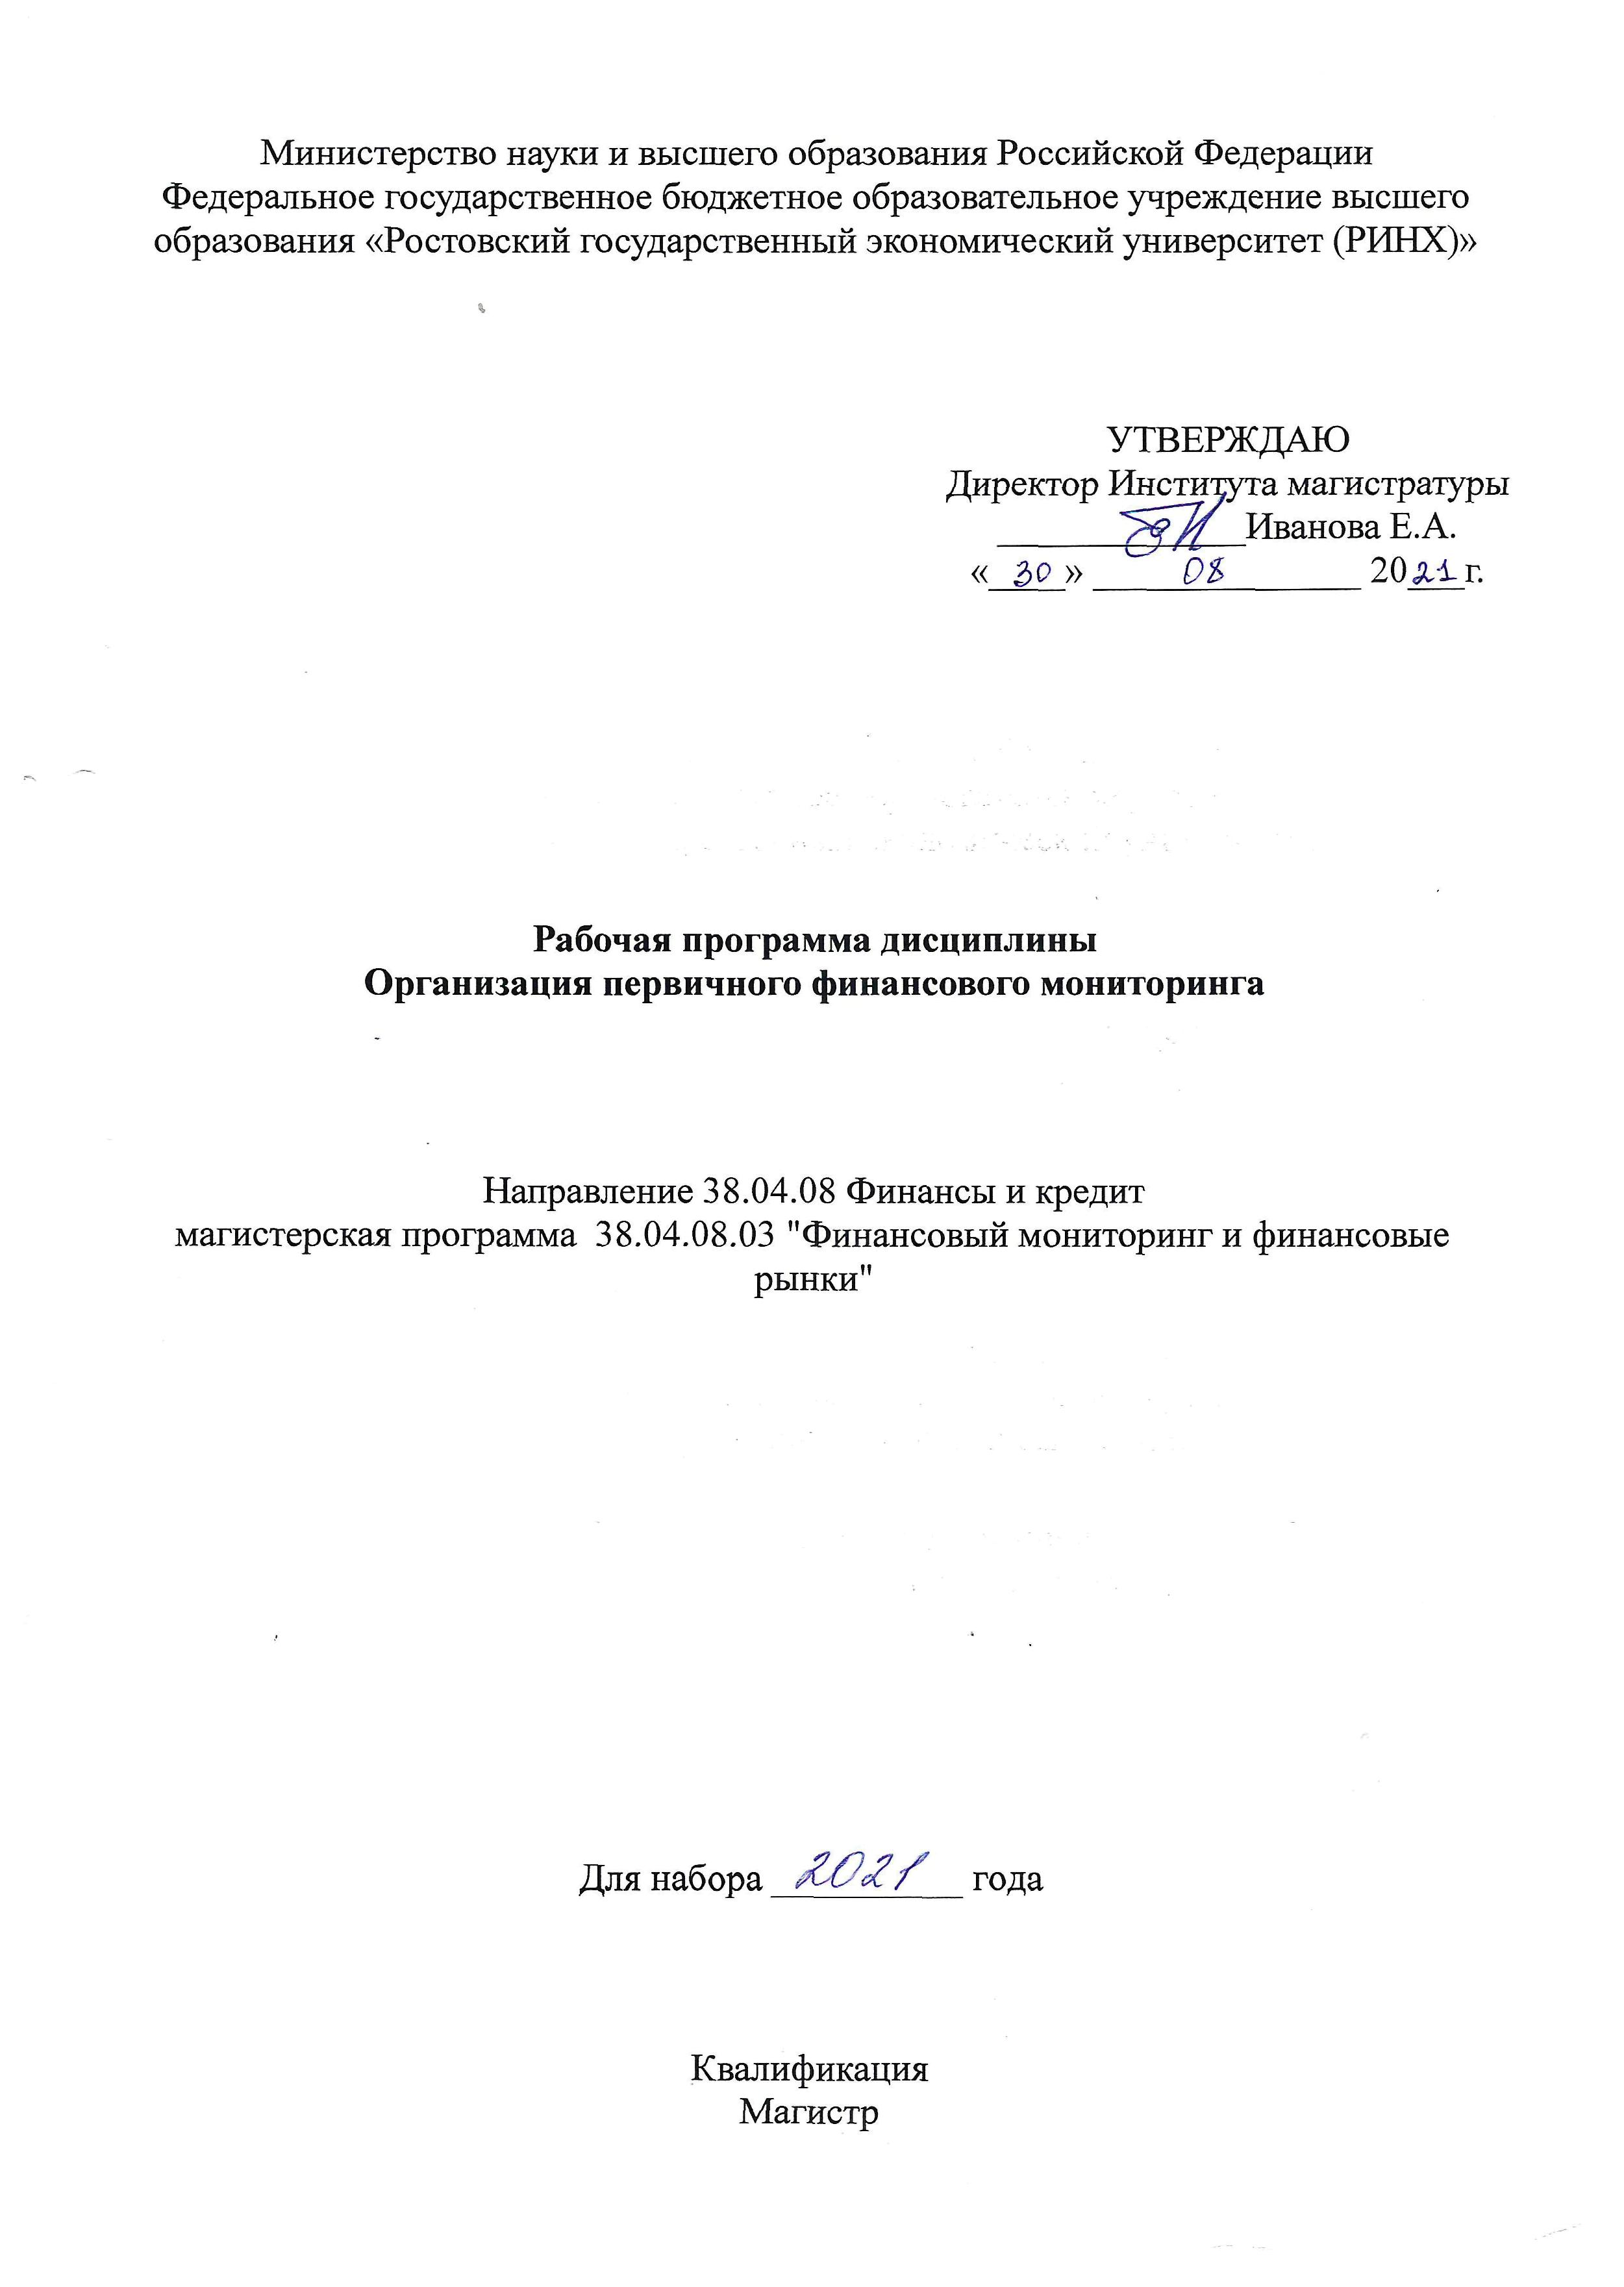 Министерство науки и высшего образования Российской Федерации
Федеральное государственное бюджетное образовательное учреждение высшего
образования «Ростовский государственный экономический университет (РИНХ)»
УТВЕРЖДАЮ
Директор Института магистратуры
Иванова Е.А.
« 30 » 08 2021 г.
Рабочая программа дисциплины
Организация первичного финансового мониторинга
Направление 38.04.08 Финансы и кредит
магистерская программа 38.04.08.03 "Финансовый мониторинг и финансовые
рынки"
Для набора 2021 года
Квалификация
Магистр